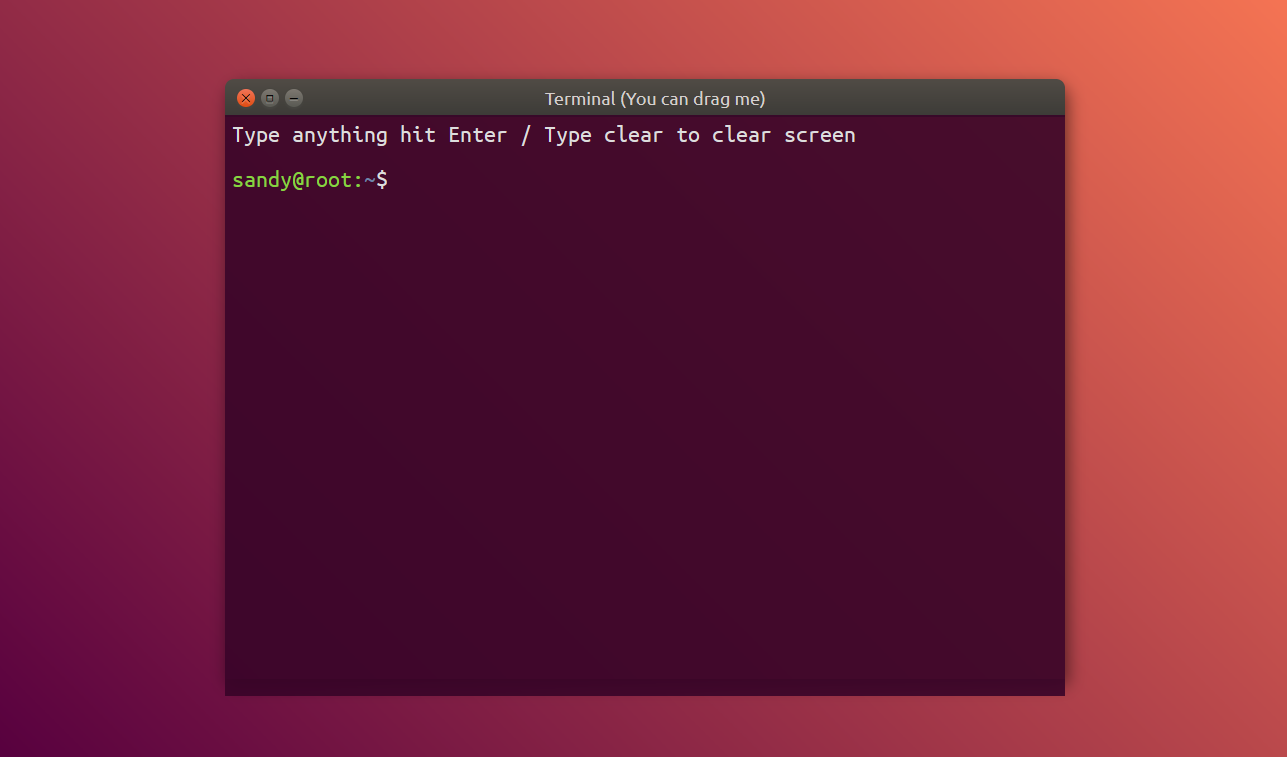 Terminal (You can drag me)
Type anything hit Enter / Type clear to clear screen
sandy@root:~$